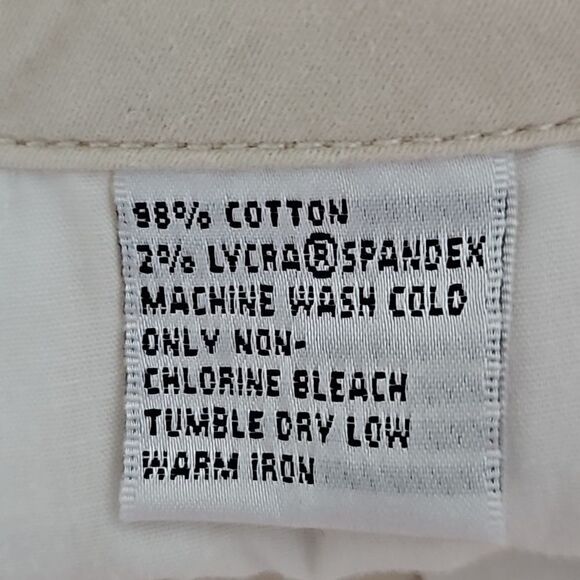 98% COTTON
2% LYCRA®SPANDEX
MACHINE WASH COLD
ONLY NON-
CHLORINE BLEACH
TUMBLE DRY LOW
WARM IRON